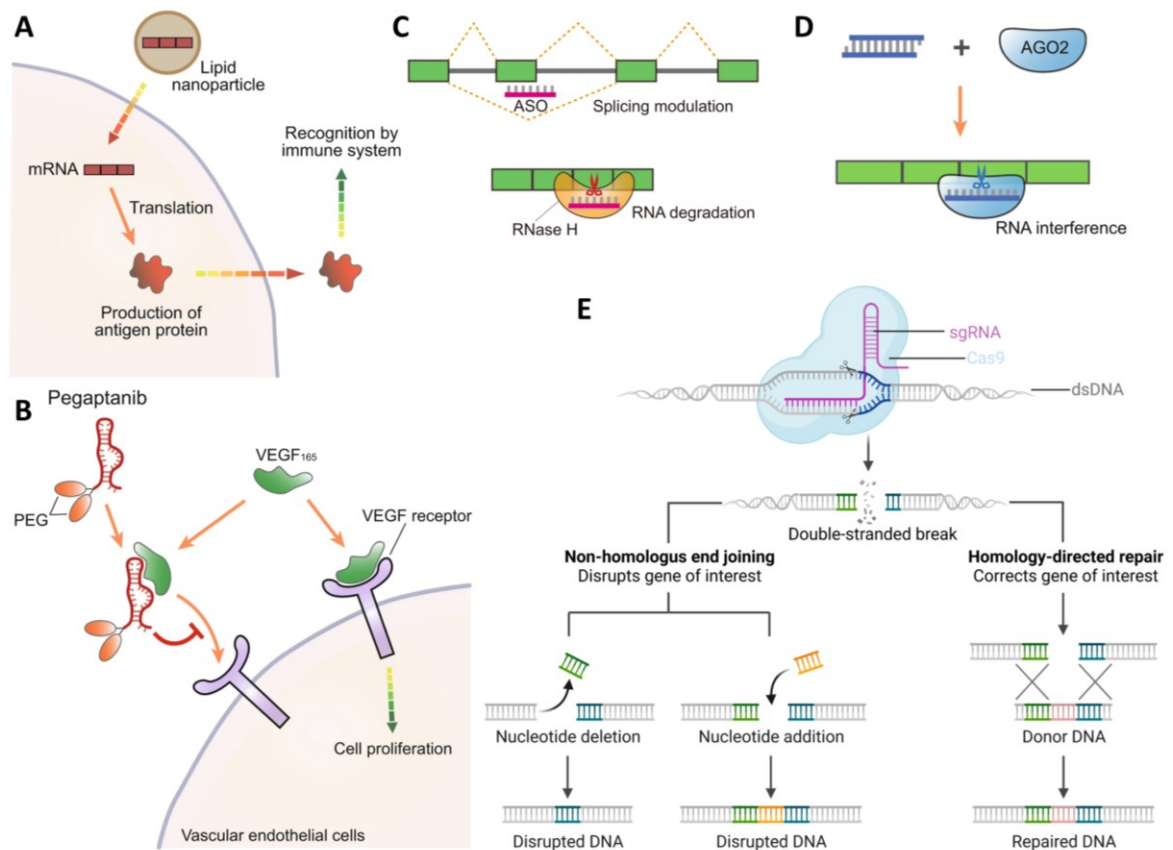 A
Lipid
nanoparticle
mRNA
Translation
Production of
antigen protein
Recognition by
immune system
B
Pegaptanib
PEG
VEGF₁₆₅
VEGF receptor
Cell proliferation
Vascular endothelial cells
C
ASO
Splicing modulation
RNase H
RNA degradation
D
+
AGO2
RNA interference
E
sgRNA
Cas9
dsDNA
Double-stranded break
Non-homologus end joining
Disrupts gene of interest
Homology-directed repair
Corrects gene of interest
Nucleotide deletion
Nucleotide addition
Donor DNA
Disrupted DNA
Disrupted DNA
Repaired DNA